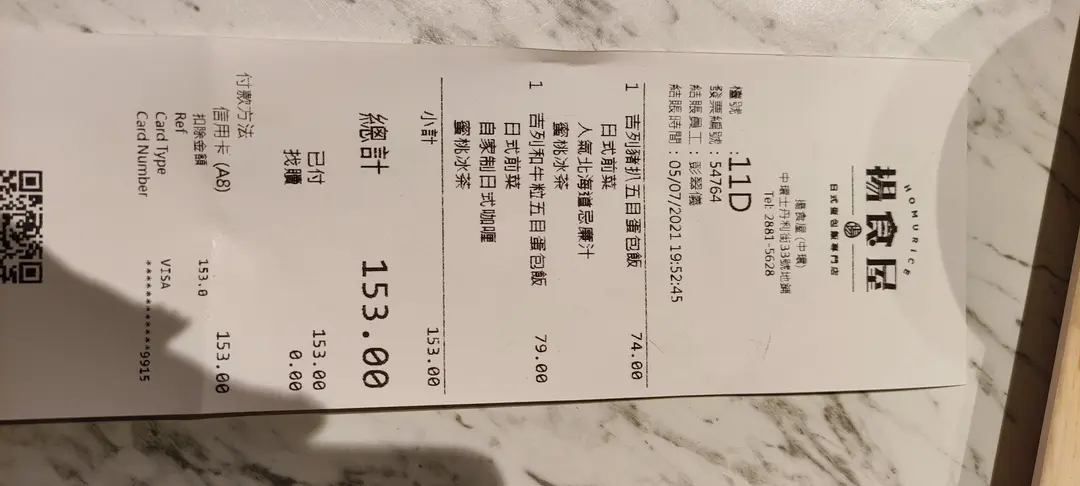 WOMURICE
揚食屋
日式蛋包飯專門店
揚食屋 (中環)
中環士丹利街33號地舖
Tel: 2881-5628
檯號 : 11D
發票編號 : 54764
結賬員工 : 彭翠儀
結賬時間 : 05/07/2021 19:52:45
1 吉列豬扒五目蛋包飯 74.00
日式前菜
人氣北海道忌廉汁
蜜桃冰茶
1 吉列和牛粒五目蛋包飯 79.00
日式前菜
自家制日式咖喱
蜜桃冰茶
小計 153.00
總計 153.00
已付 153.00
找贖 0.00
付款方法
信用卡 (A8) 153.00
扣除金額 153.0
Ref
Card Type VISA
Card Number ************9915